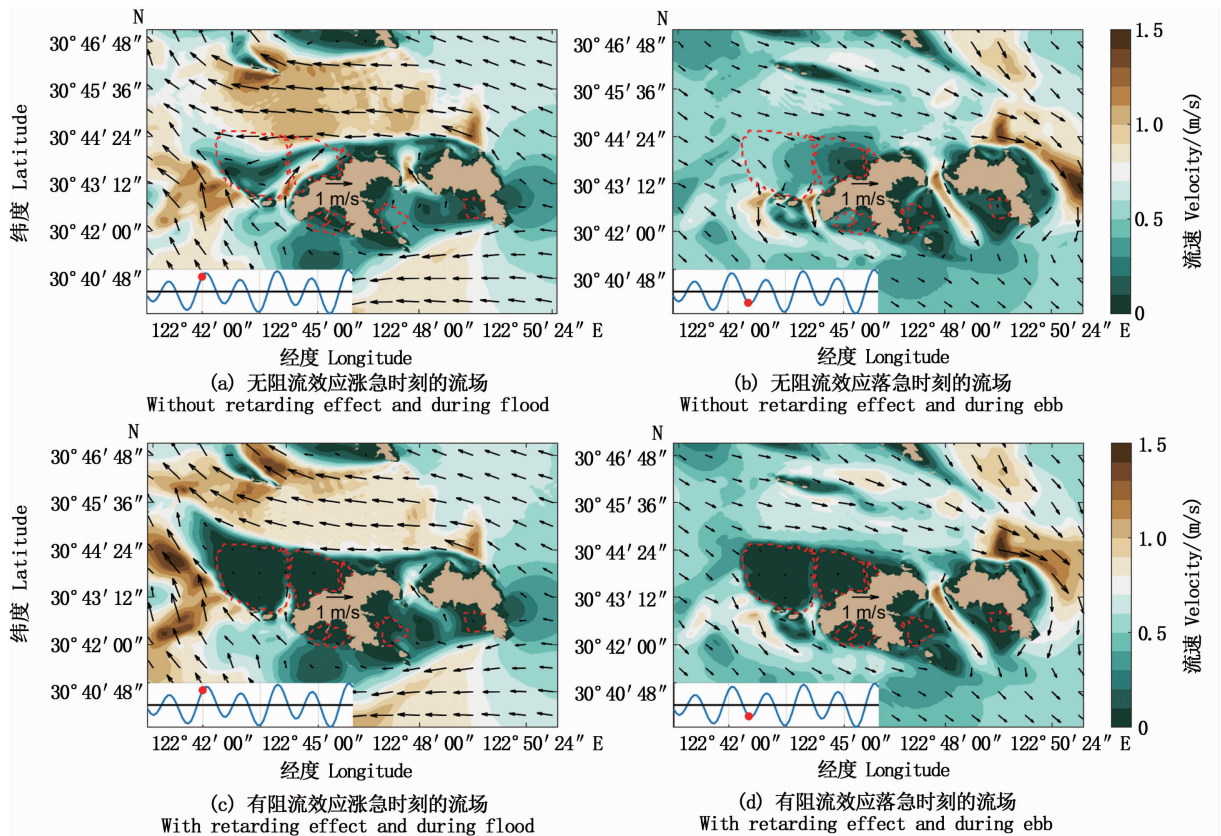 N
30° 46′ 48″
30° 45′ 36″
30° 44′ 24″
30° 43′ 12″
30° 42′ 00″
30° 40′ 48″
纬度 Latitude
1 m/s
122° 42′ 00″ 122° 45′ 00″ 122° 48′ 00″ 122° 50′ 24″ E
经度 Longitude
(a) 无阻流效应涨急时刻的流场
Without retarding effect and during flood
N
30° 46′ 48″
30° 45′ 36″
30° 44′ 24″
30° 43′ 12″
30° 42′ 00″
30° 40′ 48″
1 m/s
122° 42′ 00″ 122° 45′ 00″ 122° 48′ 00″ 122° 50′ 24″ E
经度 Longitude
(b) 无阻流效应落急时刻的流场
Without retarding effect and during ebb
1.5
1.0
0.5
0
流速 Velocity/(m/s)
N
30° 46′ 48″
30° 45′ 36″
30° 44′ 24″
30° 43′ 12″
30° 42′ 00″
30° 40′ 48″
纬度 Latitude
1 m/s
122° 42′ 00″ 122° 45′ 00″ 122° 48′ 00″ 122° 50′ 24″ E
经度 Longitude
(c) 有阻流效应涨急时刻的流场
With retarding effect and during flood
N
30° 46′ 48″
30° 45′ 36″
30° 44′ 24″
30° 43′ 12″
30° 42′ 00″
30° 40′ 48″
1 m/s
122° 42′ 00″ 122° 45′ 00″ 122° 48′ 00″ 122° 50′ 24″ E
经度 Longitude
(d) 有阻流效应落急时刻的流场
With retarding effect and during ebb
1.5
1.0
0.5
0
流速 Velocity/(m/s)